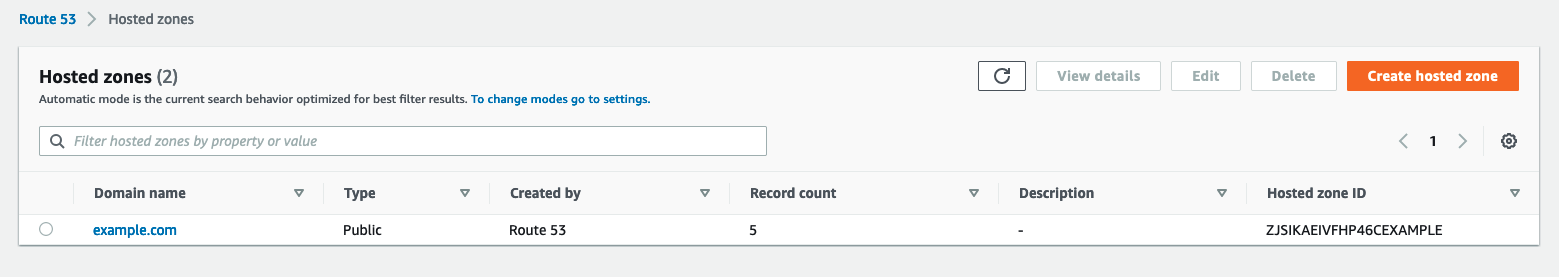 Route 53 > Hosted zones
Hosted zones (2)
View details Edit Delete Create hosted zone
Automatic mode is the current search behavior optimized for best filter results. To change modes go to settings.
Filter hosted zones by property or value
1
Domain name Type Created by Record count Description Hosted zone ID
example.com Public Route 53 5 - ZJSIKAEIVFHP46CEXAMPLE